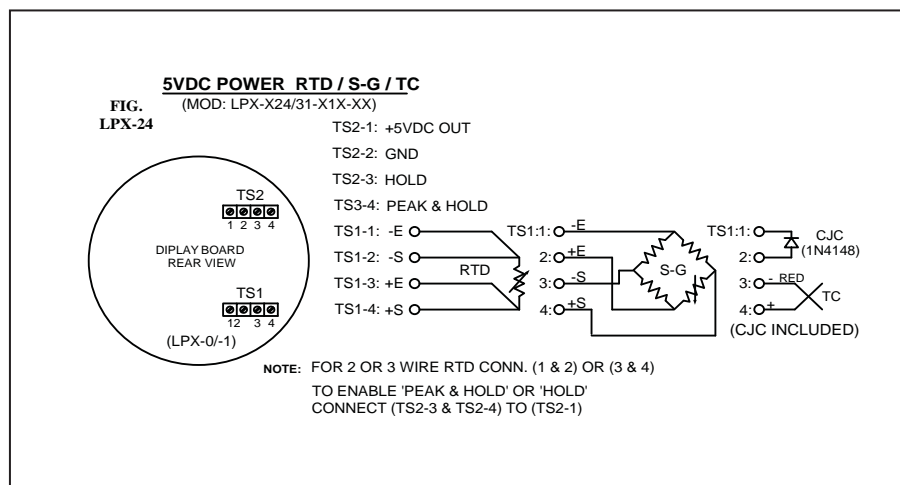 5VDC POWER RTD / S-G / TC
(MOD: LPX-X24/31-X1X-XX)
FIG.
LPX-24
TS2-1: +5VDC OUT
TS2-2: GND
TS2-3: HOLD
TS3-4: PEAK & HOLD
TS2
1 2 3 4
DIPLAY BOARD
REAR VIEW
TS1
12 3 4
(LPX-0/-1)
TS1-1: -E
TS1-2: -S
TS1-3: +E
TS1-4: +S
RTD
TS1:1: -E
2: +E
3: -S
4: +S
S-G
TS1:1:
2:
3: - RED
4: +
CJC
(1N4148)
TC
(CJC INCLUDED)
NOTE: FOR 2 OR 3 WIRE RTD CONN. (1 & 2) OR (3 & 4)
TO ENABLE 'PEAK & HOLD' OR 'HOLD'
CONNECT (TS2-3 & TS2-4) TO (TS2-1)